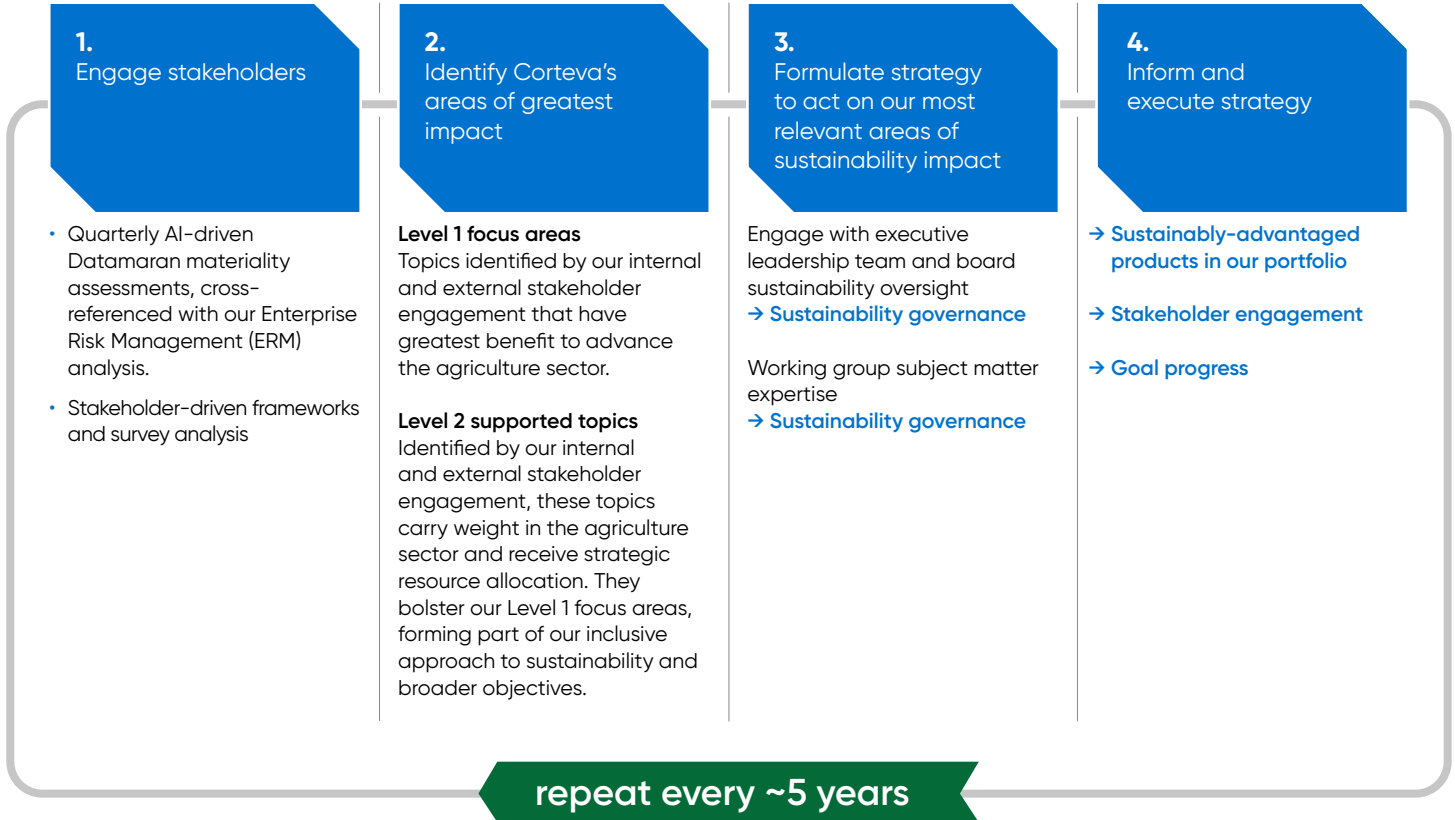 1.
Engage stakeholders
• Quarterly AI-driven
Datamaran materiality
assessments, cross-
referenced with our Enterprise
Risk Management (ERM)
analysis.
• Stakeholder-driven frameworks
and survey analysis
2.
Identify Corteva’s
areas of greatest
impact
Level 1 focus areas
Topics identified by our internal
and external stakeholder
engagement that have
greatest benefit to advance
the agriculture sector.
Level 2 supported topics
Identified by our internal
and external stakeholder
engagement, these topics
carry weight in the agriculture
sector and receive strategic
resource allocation. They
bolster our Level 1 focus areas,
forming part of our inclusive
approach to sustainability and
broader objectives.
3.
Formulate strategy
to act on our most
relevant areas of
sustainability impact
Engage with executive
leadership team and board
sustainability oversight
→ Sustainability governance
Working group subject matter
expertise
→ Sustainability governance
4.
Inform and
execute strategy
→ Sustainably-advantaged
products in our portfolio
→ Stakeholder engagement
→ Goal progress
repeat every ~5 years